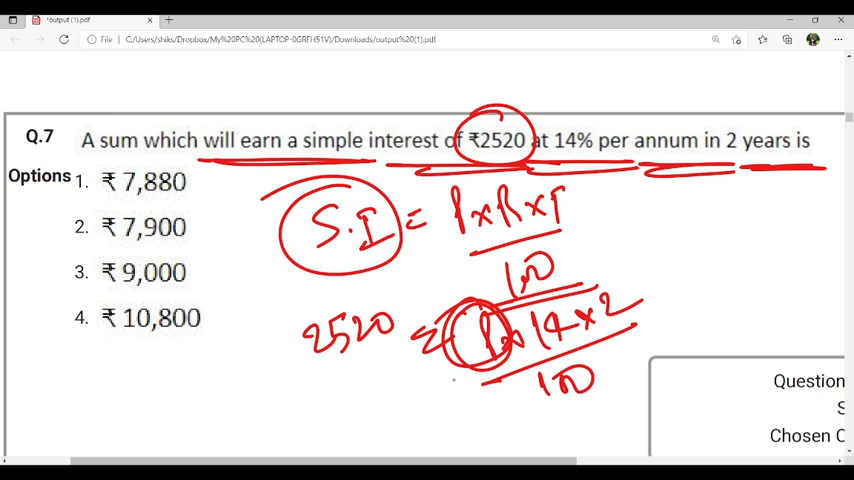 *output (1).pdf
File | C:/Users/shiks/Dropbox/My%20PC%20(LAPTOP-0GRFH51V)/Downloads/output%20(1).pdf
Q.7 A sum which will earn a simple interest of ₹2520 at 14% per annum in 2 years is
Options 1. ₹ 7,880
2. ₹ 7,900
3. ₹ 9,000
4. ₹ 10,800
S.I = P x R x T
100
2520 = P x 14 x 2
100
Question
S
Chosen O